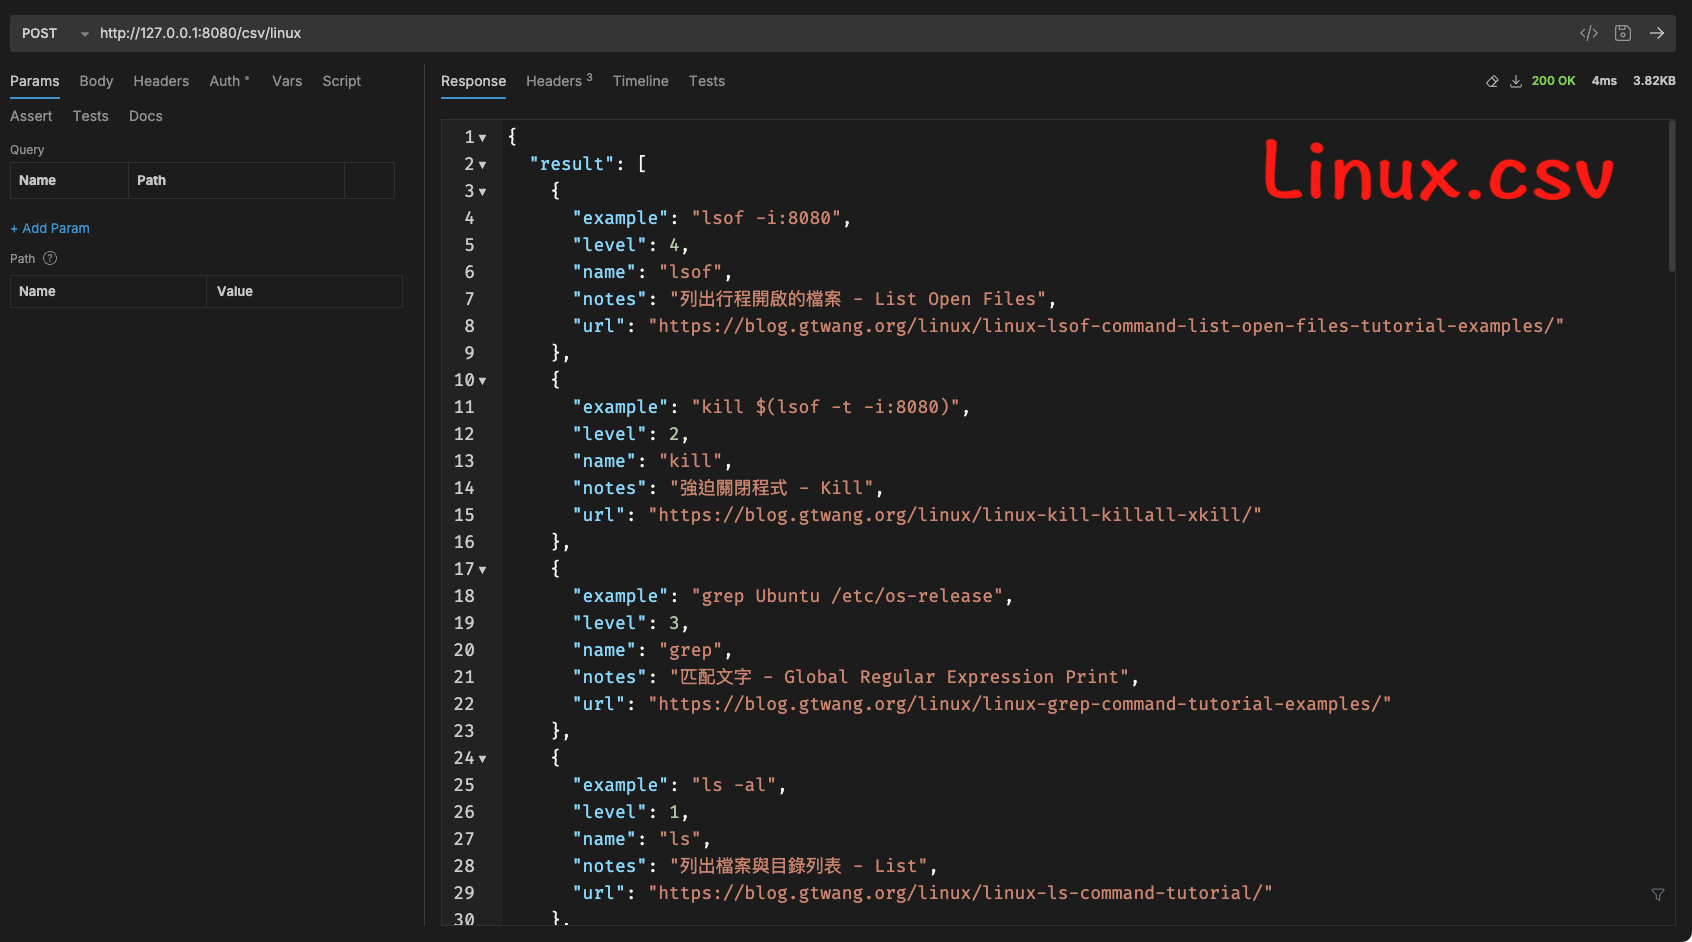 POST http://127.0.0.1:8080/csv/linux
Params Body Headers Auth * Vars Script
Assert Tests Docs
Query
Name Path
+ Add Param
Path ?
Name Value
Response Headers 3 Timeline Tests 200 OK 4ms 3.82KB
Linux.csv
1 {
2 "result": [
3 {
4 "example": "lsof -i:8080",
5 "level": 4,
6 "name": "lsof",
7 "notes": "列出行程開啟的檔案 - List Open Files",
8 "url": "https://blog.gtwang.org/linux/linux-lsof-command-list-open-files-tutorial-examples/"
9 },
10 {
11 "example": "kill $(lsof -t -i:8080)",
12 "level": 2,
13 "name": "kill",
14 "notes": "強迫關閉程式 - Kill",
15 "url": "https://blog.gtwang.org/linux/linux-kill-killall-xkill/"
16 },
17 {
18 "example": "grep Ubuntu /etc/os-release",
19 "level": 3,
20 "name": "grep",
21 "notes": "匹配文字 - Global Regular Expression Print",
22 "url": "https://blog.gtwang.org/linux/linux-grep-command-tutorial-examples/"
23 },
24 {
25 "example": "ls -al",
26 "level": 1,
27 "name": "ls",
28 "notes": "列出檔案與目錄列表 - List",
29 "url": "https://blog.gtwang.org/linux/linux-ls-command-tutorial/"
30 },